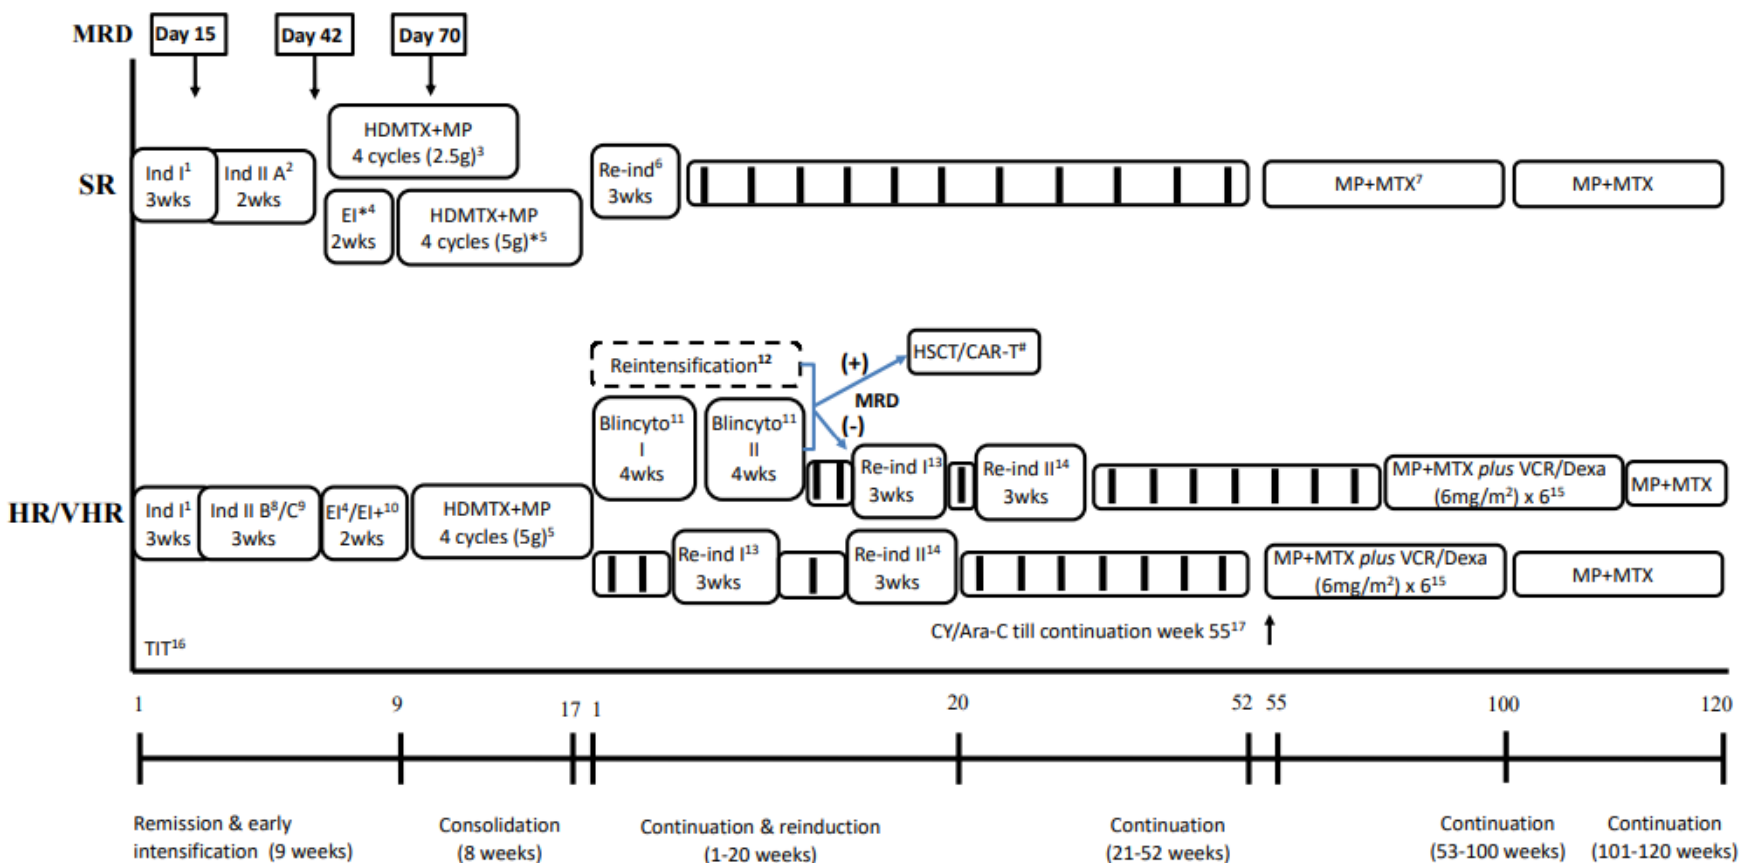 MRD Day 15 Day 42 Day 70
HDMTX+MP
4 cycles (2.5g)³
SR
Ind I¹
3wks
Ind II A²
2wks
EI*⁴
2wks
HDMTX+MP
4 cycles (5g)*⁵
Re-ind⁶
3wks
MP+MTX⁷
MP+MTX
Reintensification¹²
(+)
HSCT/CAR-T#
MRD
(-)
Blincyto¹¹
I
4wks
Blincyto¹¹
II
4wks
Re-ind I¹³
3wks
Re-ind II¹⁴
3wks
MP+MTX plus VCR/Dexa
(6mg/m²) x 6¹⁵
MP+MTX
HR/VHR
Ind I¹
3wks
Ind II B⁸/C⁹
3wks
EI⁴/EI+¹⁰
2wks
HDMTX+MP
4 cycles (5g)⁵
Re-ind I¹³
3wks
Re-ind II¹⁴
3wks
MP+MTX plus VCR/Dexa
(6mg/m²) x 6¹⁵
MP+MTX
CY/Ara-C till continuation week 55¹⁷
TIT¹⁶
1 9 17 1 20 52 55 100 120
Remission & early
intensification (9 weeks)
Consolidation
(8 weeks)
Continuation & reinduction
(1-20 weeks)
Continuation
(21-52 weeks)
Continuation
(53-100 weeks)
Continuation
(101-120 weeks)